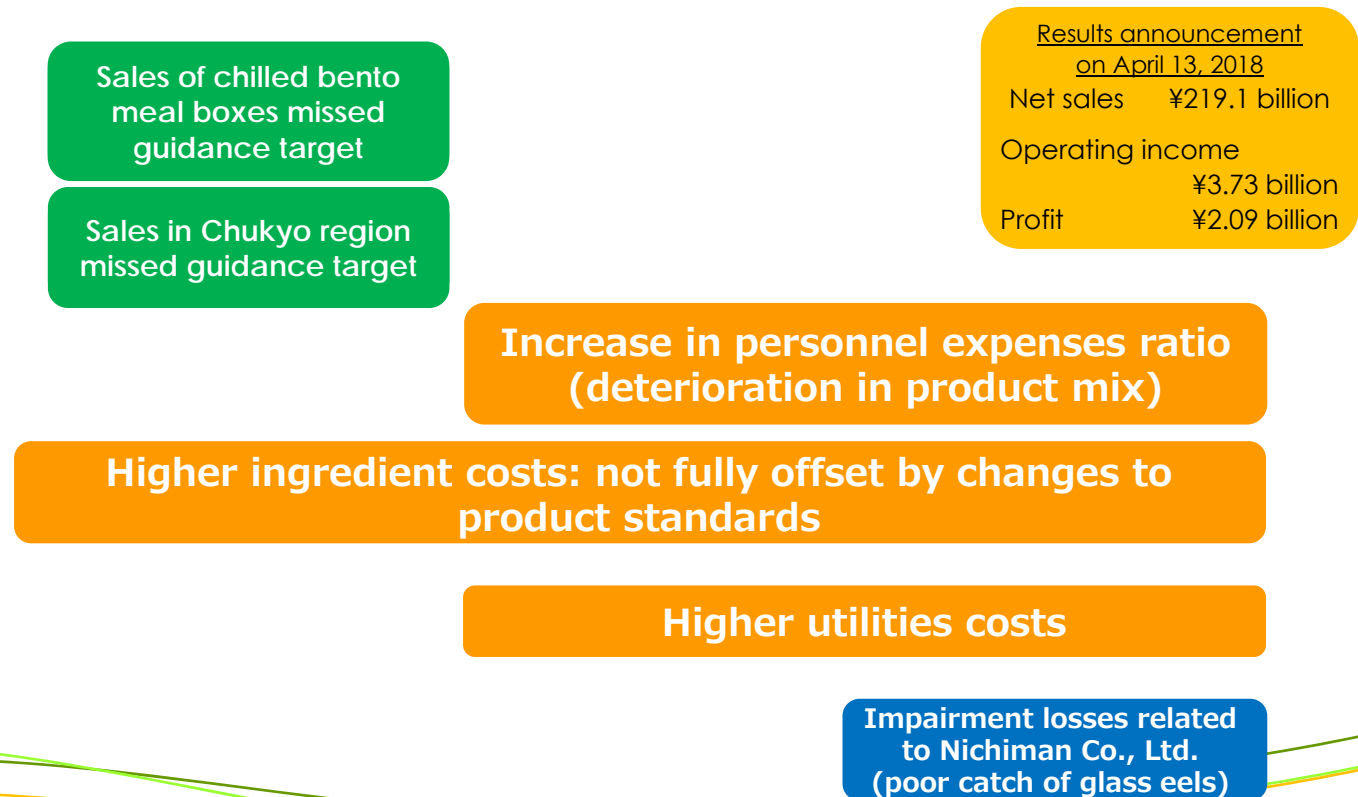 Sales of chilled bento
meal boxes missed
guidance target
Sales in Chukyo region
missed guidance target
Results announcement
on April 13, 2018
Net sales ¥219.1 billion
Operating income
¥3.73 billion
Profit ¥2.09 billion
Increase in personnel expenses ratio
(deterioration in product mix)
Higher ingredient costs: not fully offset by changes to
product standards
Higher utilities costs
Impairment losses related
to Nichiman Co., Ltd.
(poor catch of glass eels)